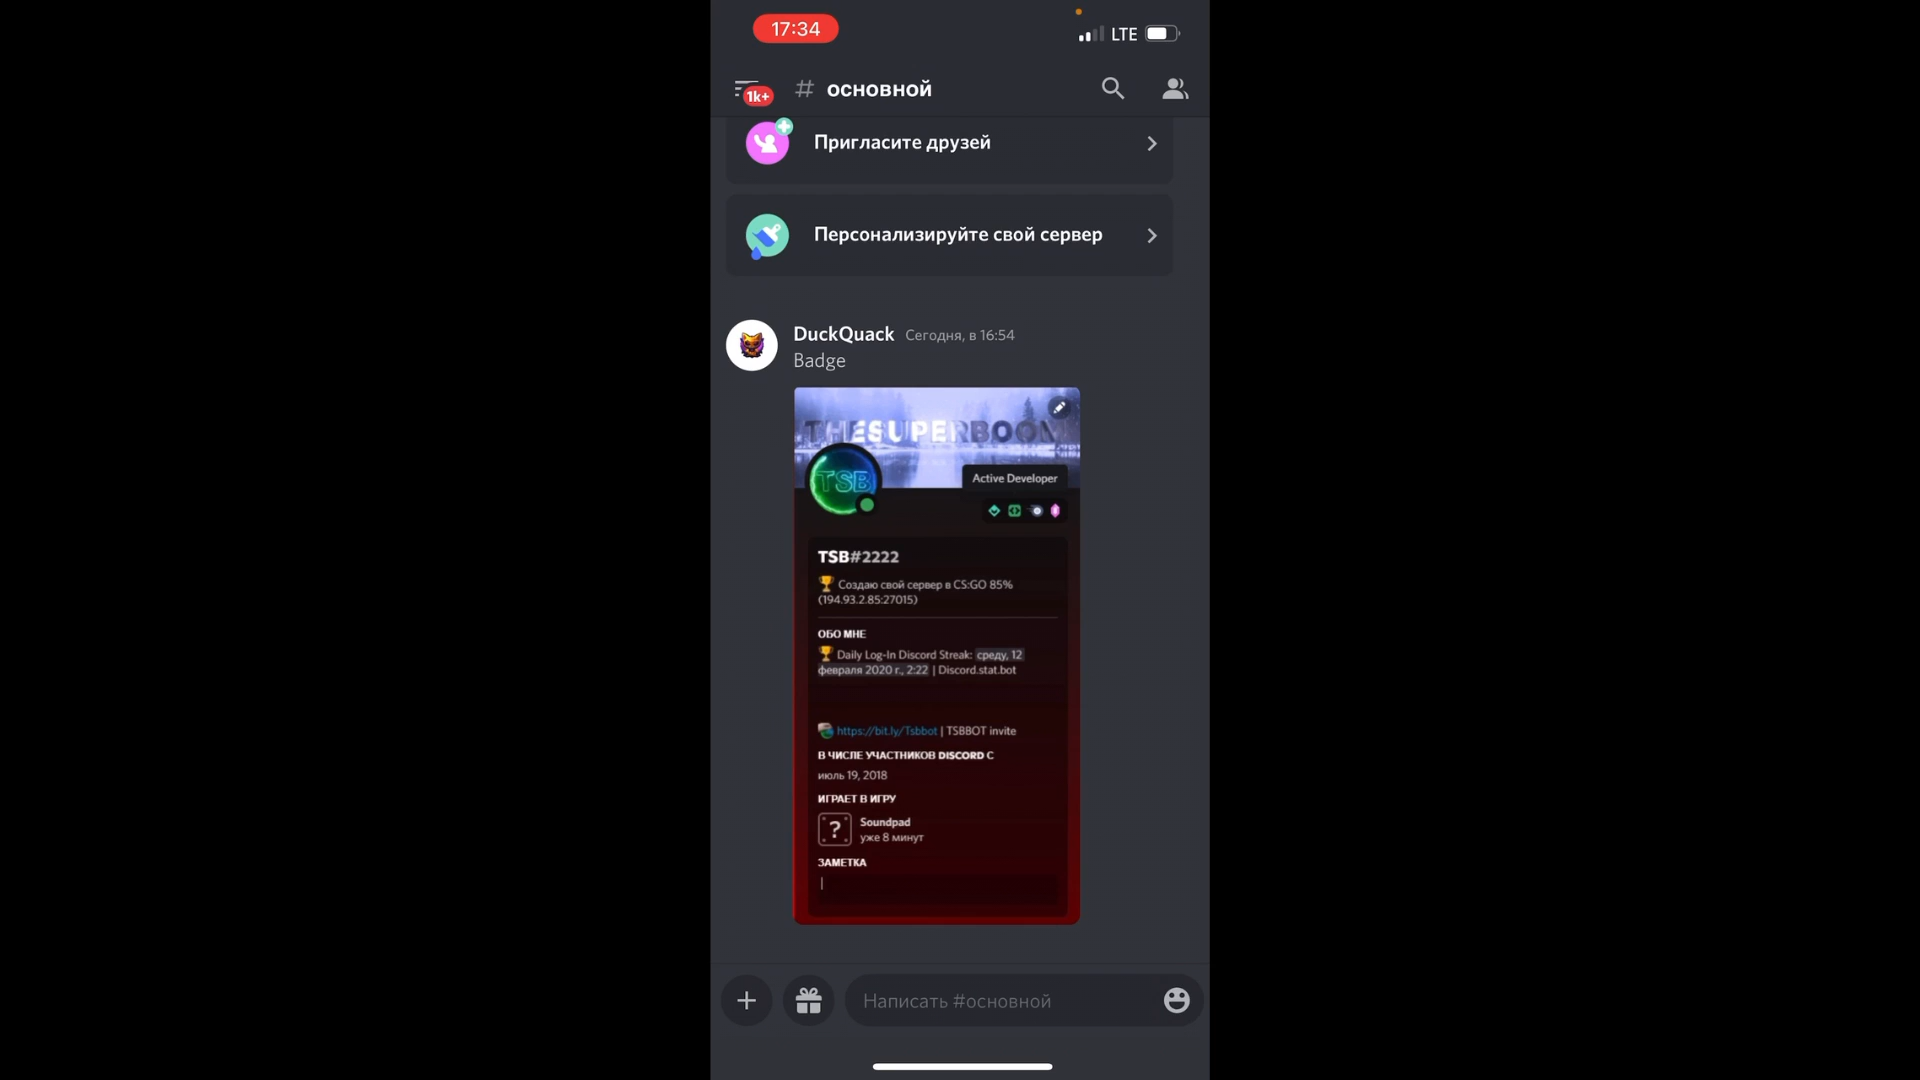 17:34
LTE
1k+
# основной
Пригласите друзей
Персонализируйте свой сервер
DuckQuack Сегодня, в 16:54
Badge
THESUPERBOOM
TSB
Active Developer
TSB#2222
Создаю свой сервер в CS:GO 85%
(194.93.2.85:27015)
ОБО МНЕ
Daily Log-In Discord Streak: среду, 12
февраля 2020 г., 2:22 | Discord.stat.bot
https://bit.ly/Tsbbot | TSBBOT invite
В ЧИСЛЕ УЧАСТНИКОВ DISCORD С
июль 19, 2018
ИГРАЕТ В ИГРУ
?
Soundpad
уже 8 минут
ЗАМЕТКА
Написать #основной